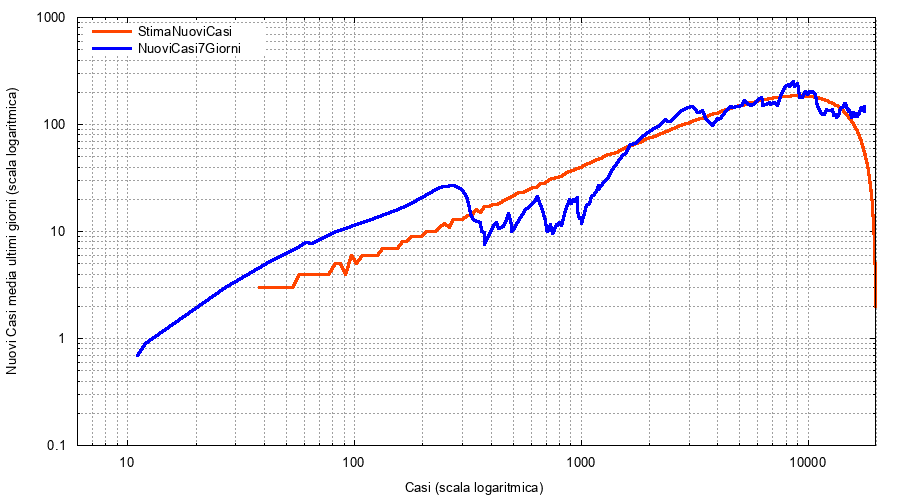 1000
StimaNuoviCasi
NuoviCasi7Giorni
100
10
1
0.1
Nuovi Casi media ultimi giorni (scala logaritmica)
10
100
1000
10000
Casi (scala logaritmica)